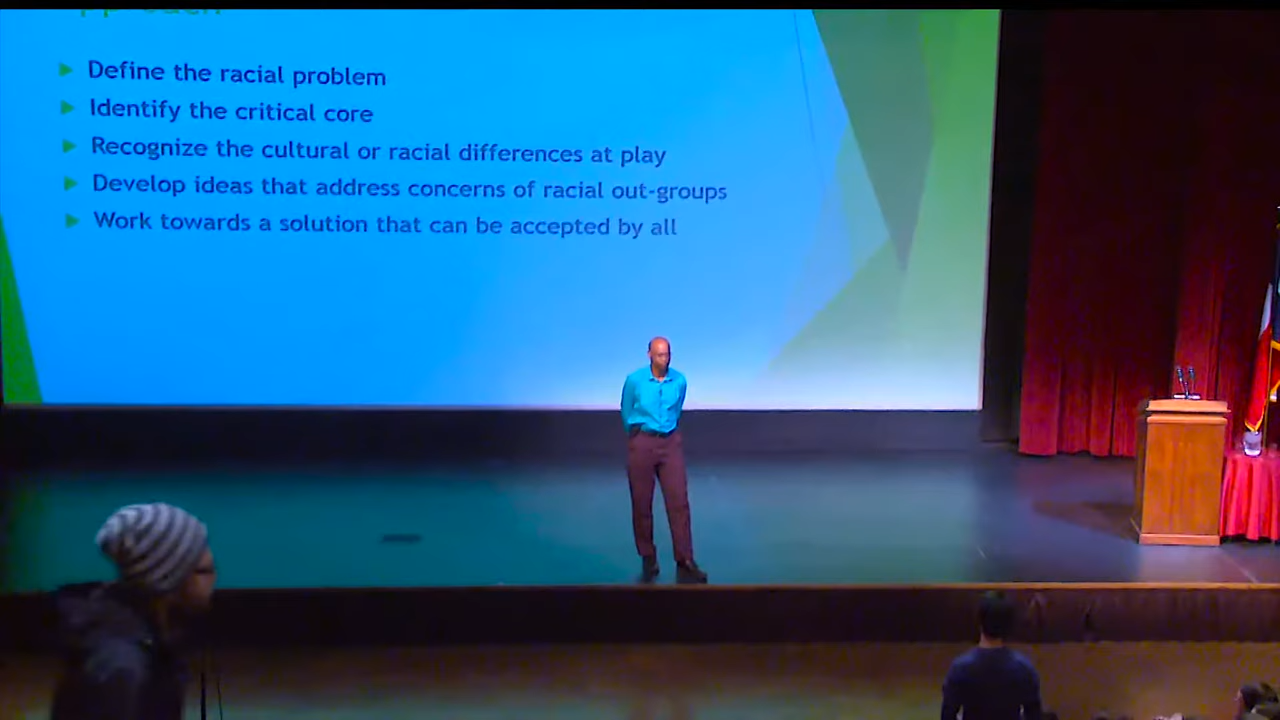 Define the racial problem
Identify the critical core
Recognize the cultural or racial differences at play
Develop ideas that address concerns of racial out-groups
Work towards a solution that can be accepted by all